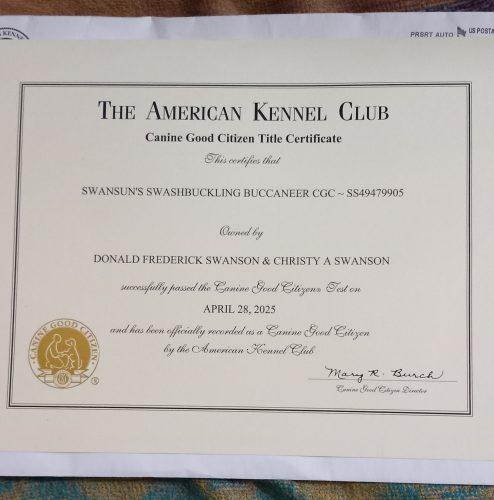 PRSRT AUTO
US POSTA
THE AMERICAN KENNEL CLUB
Canine Good Citizen Title Certificate
This certifies that
SWANSUN'S SWASHBUCKLING BUCCANEER CGC ~ SS49479905
Owned by
DONALD FREDERICK SWANSON & CHRISTY A SWANSON
successfully passed the Canine Good Citizen® Test on
APRIL 28, 2025
and has been officially recorded as a Canine Good Citizen
by the American Kennel Club
CANINE GOOD CITIZEN
®
Mary R. Burch
Canine Good Citizen Director